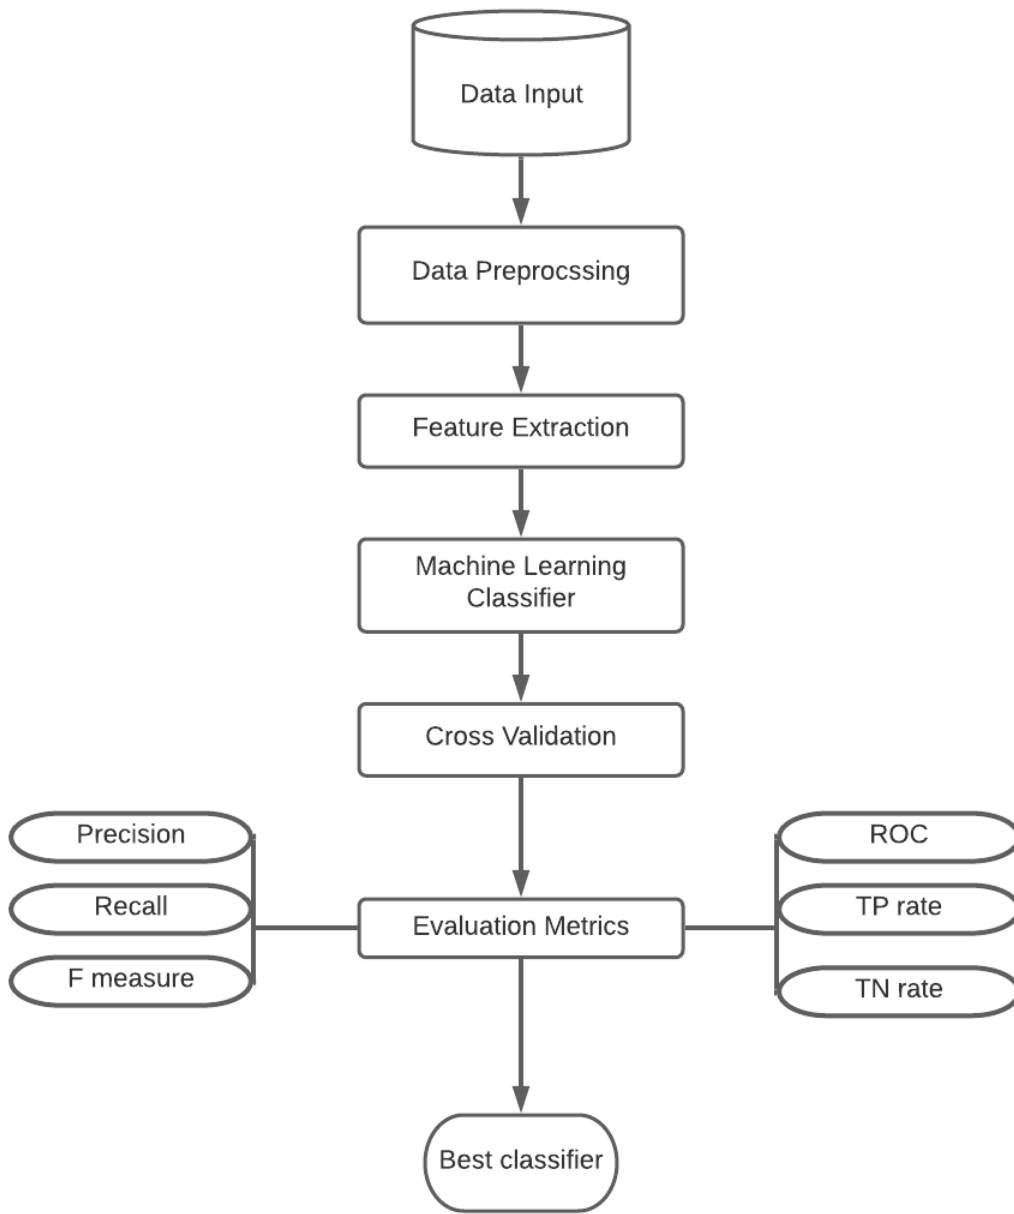 Data Input
Data Preprocssing
Feature Extraction
Machine Learning
Classifier
Cross Validation
Precision
Recall
F measure
Evaluation Metrics
ROC
TP rate
TN rate
Best classifier